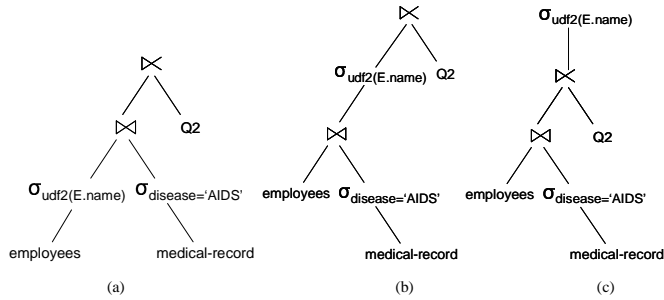 σudf2(E.name)
σudf2(E.name)
Q2
Q2
Q2
σudf2(E.name)
σdisease='AIDS'
employees
σdisease='AIDS'
employees
σdisease='AIDS'
employees
medical-record
medical-record
medical-record
(a)
(b)
(c)